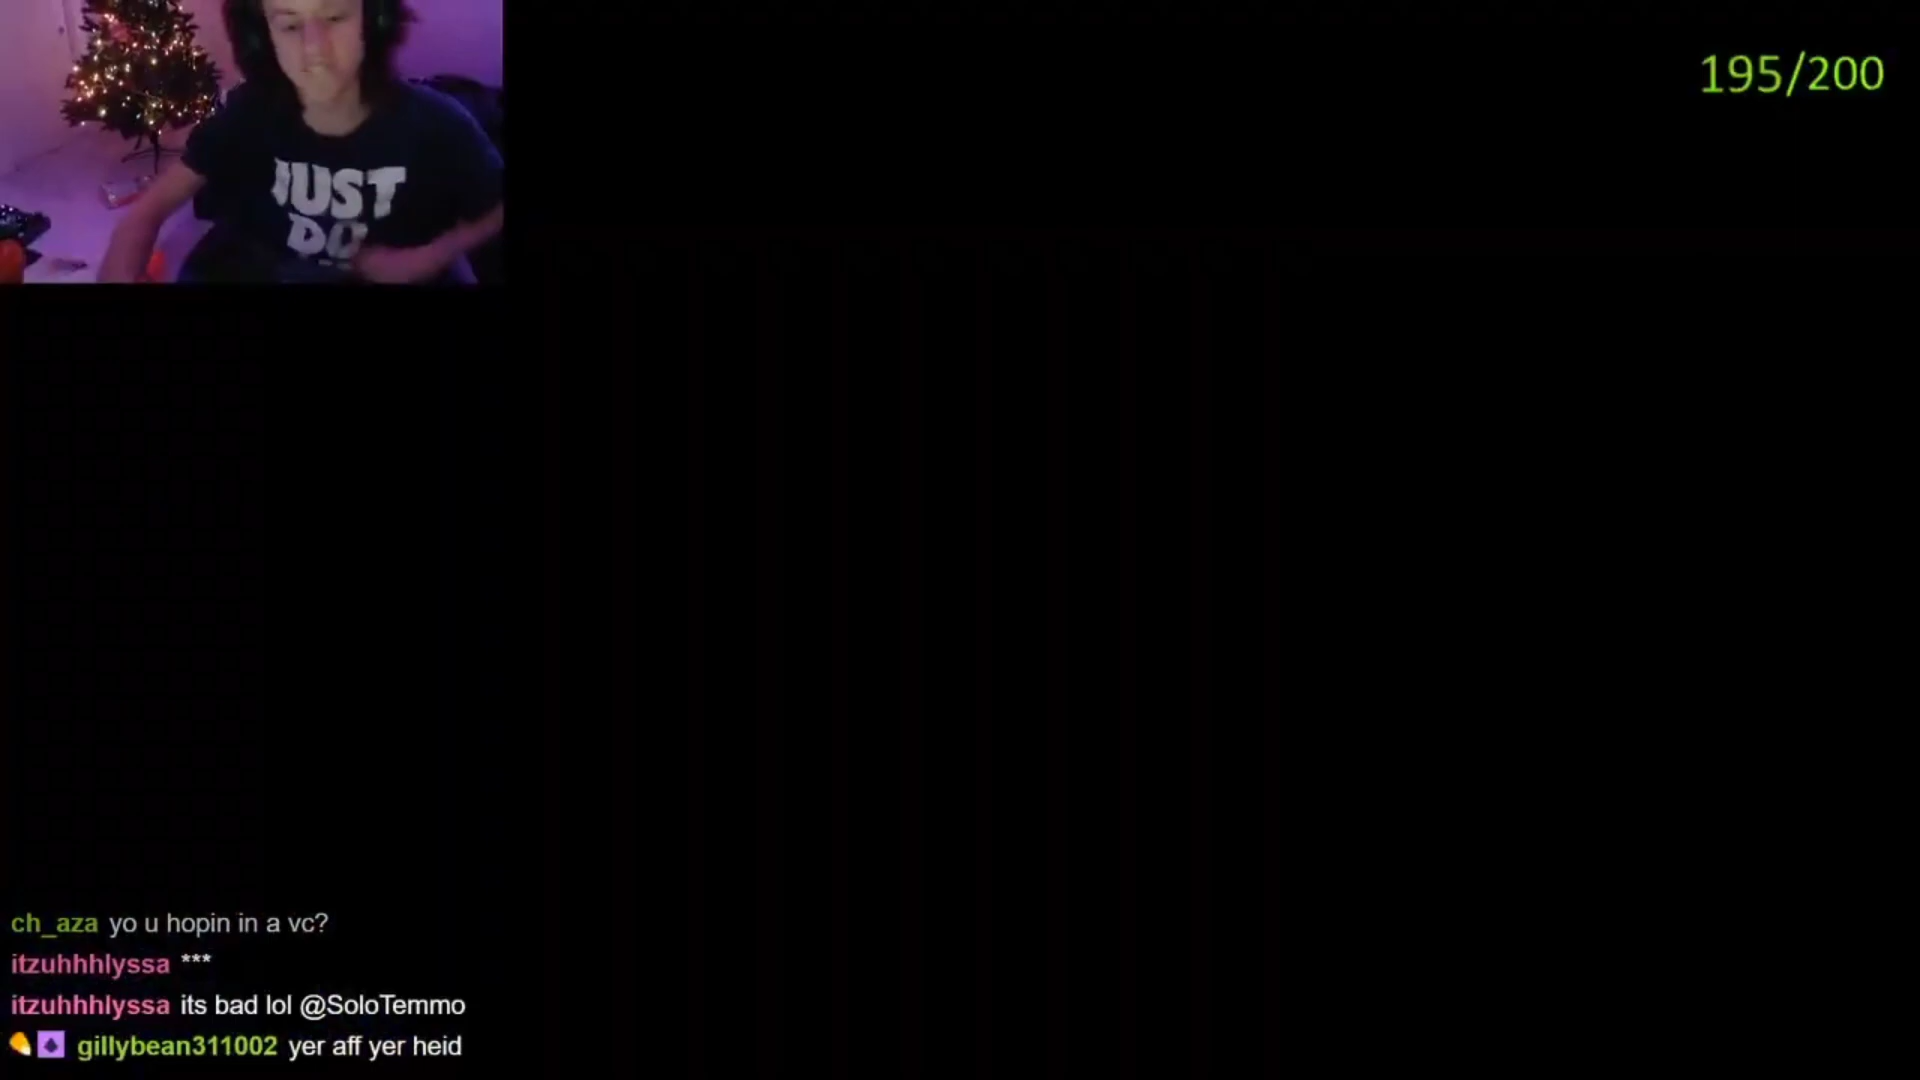 195/200
JUST
DO
ch_aza yo u hopin in a vc?
itzuhhhlyssa ***
itzuhhhlyssa its bad lol @SoloTemmo
gillybean311002 yer aff yer heid